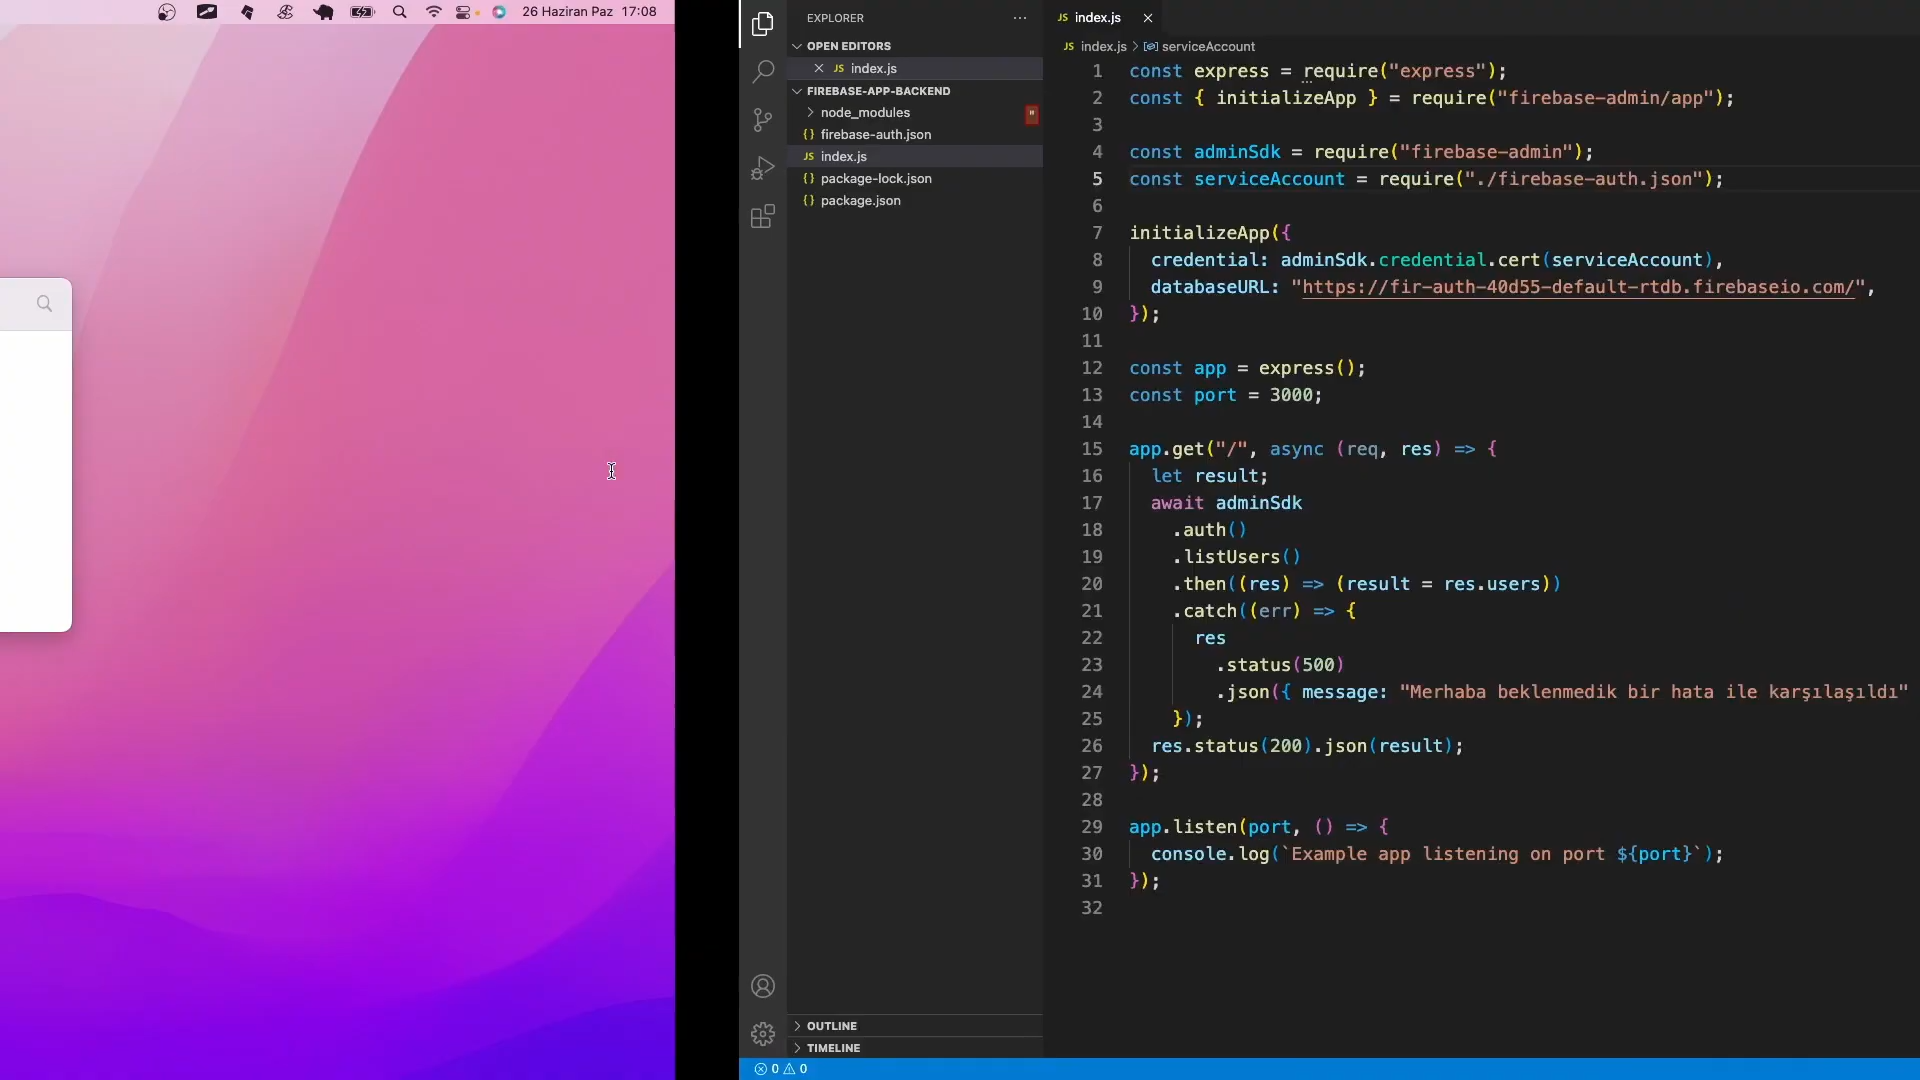 26 Haziran Paz 17:08
EXPLORER
OPEN EDITORS
JS index.js
FIREBASE-APP-BACKEND
node_modules
{} firebase-auth.json
JS index.js
{} package-lock.json
{} package.json
OUTLINE
TIMELINE
0 0
JS index.js
JS index.js > serviceAccount
1 const express = require("express");
2 const { initializeApp } = require("firebase-admin/app");
3
4 const adminSdk = require("firebase-admin");
5 const serviceAccount = require("./firebase-auth.json");
6
7 initializeApp({
8 credential: adminSdk.credential.cert(serviceAccount),
9 databaseURL: "https://fir-auth-40d55-default-rtdb.firebaseio.com/",
10 });
11
12 const app = express();
13 const port = 3000;
14
15 app.get("/", async (req, res) => {
16 let result;
17 await adminSdk
18 .auth()
19 .listUsers()
20 .then((res) => (result = res.users))
21 .catch((err) => {
22 res
23 .status(500)
24 .json({ message: "Merhaba beklenmedik bir hata ile karşılaşıldı"
25 });
26 res.status(200).json(result);
27 });
28
29 app.listen(port, () => {
30 console.log(`Example app listening on port ${port}`);
31 });
32